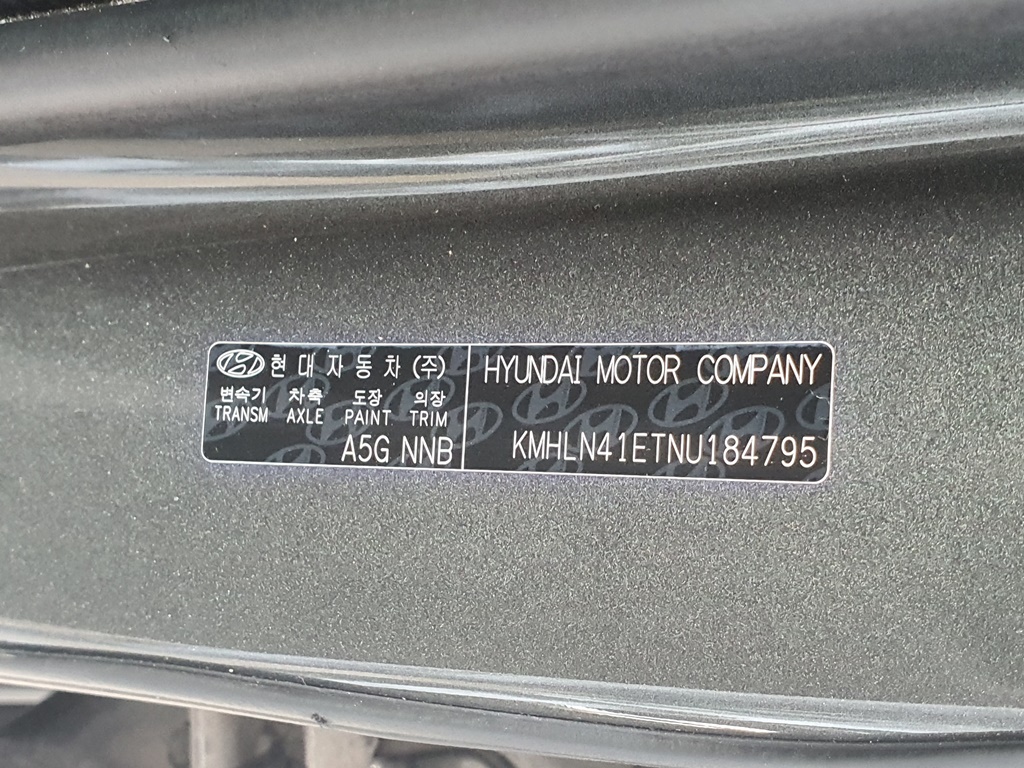 현대자동차(주)
변속기 차축 도장 의장
TRANSM AXLE PAINT TRIM
A5G NNB
HYUNDAI MOTOR COMPANY
KMHLN41ETNU184795